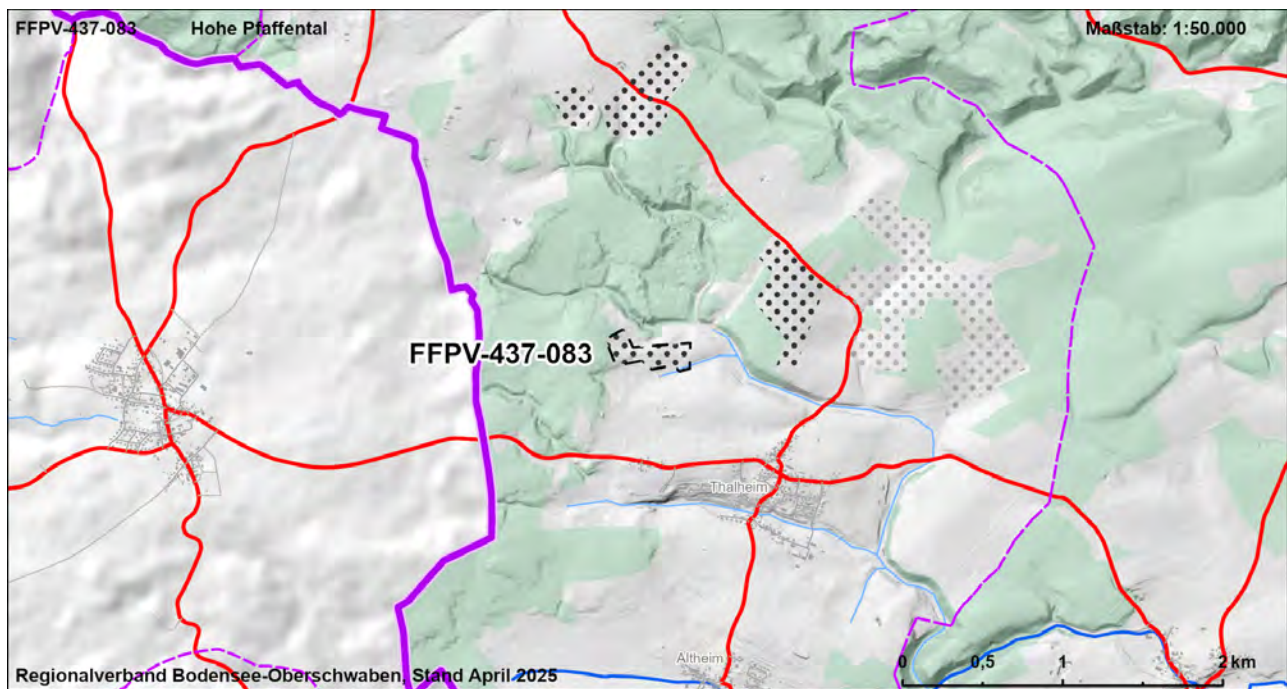 FFPV-437-083 Hohe Pfaffental Maßstab: 1:50.000
FFPV-437-083
Thalheim
Altheim
0 0,5 1 2 km
Regionalverband Bodensee-Oberschwaben, Stand April 2025